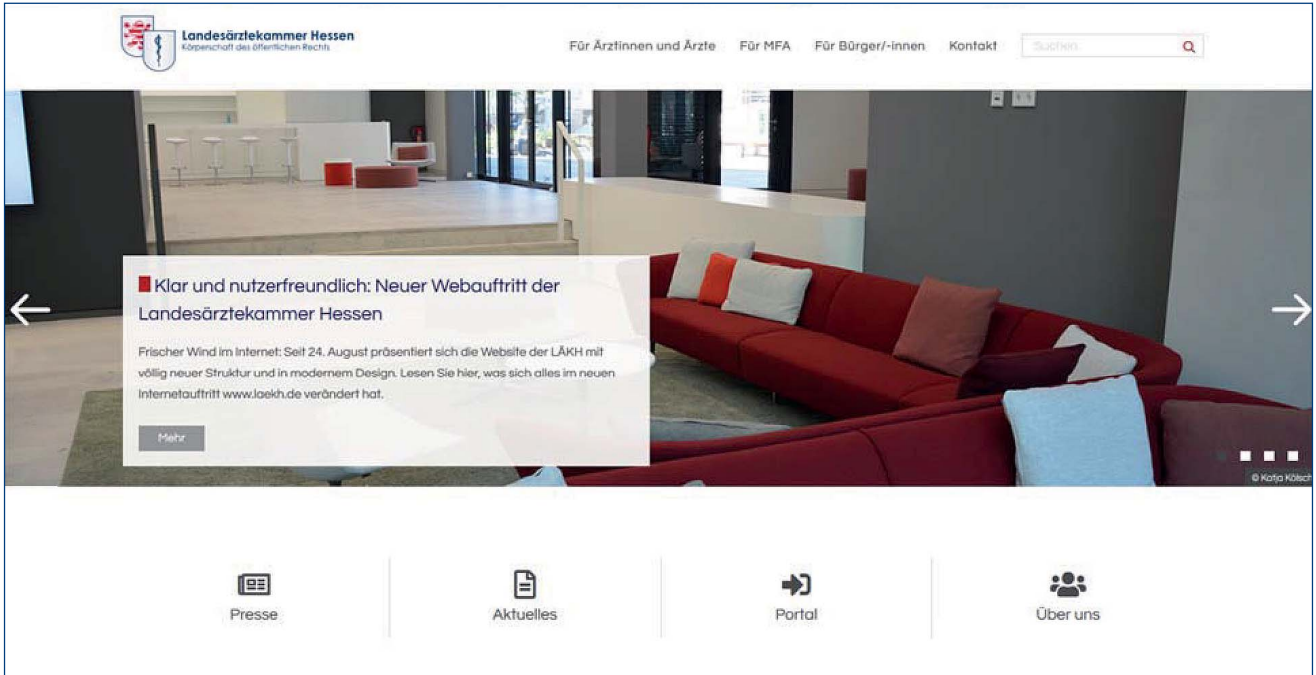 Landesärztekammer Hessen
Körperschaft des öffentlichen Rechts
Für Ärztinnen und Ärzte Für MFA Für Bürger/-innen Kontakt Suchen
Klar und nutzerfreundlich: Neuer Webauftritt der
Landesärztekammer Hessen
Frischer Wind im Internet: Seit 24. August präsentiert sich die Website der LÄKH mit
völlig neuer Struktur und in modernem Design. Lesen Sie hier, was sich alles im neuen
Internetauftritt www.laekh.de verändert hat.
Mehr
© Katja Kölsch
Presse Aktuelles Portal Über uns